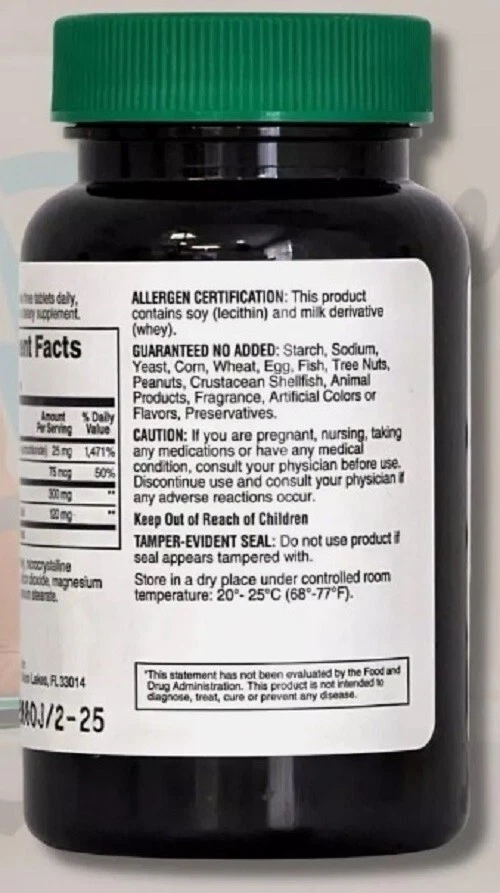 tablets daily,
supplement.
Facts
Amount % Daily
Per Serving Value
25 mg 1,471%
75 mcg 50%
300 mg **
120 mg **
magnesium
stearate.
Lakes, FL 33014
0J/2-25
ALLERGEN CERTIFICATION: This product
contains soy (lecithin) and milk derivative
(whey).
GUARANTEED NO ADDED: Starch, Sodium,
Yeast, Corn, Wheat, Egg, Fish, Tree Nuts,
Peanuts, Crustacean Shellfish, Animal
Products, Fragrance, Artificial Colors or
Flavors, Preservatives.
CAUTION: If you are pregnant, nursing, taking
any medications or have any medical
condition, consult your physician before use.
Discontinue use and consult your physician if
any adverse reactions occur.
Keep Out of Reach of Children
TAMPER-EVIDENT SEAL: Do not use product if
seal appears tampered with.
Store in a dry place under controlled room
temperature: 20°- 25°C (68°-77°F).
*This statement has not been evaluated by the Food and
Drug Administration. This product is not intended to
diagnose, treat, cure or prevent any disease.